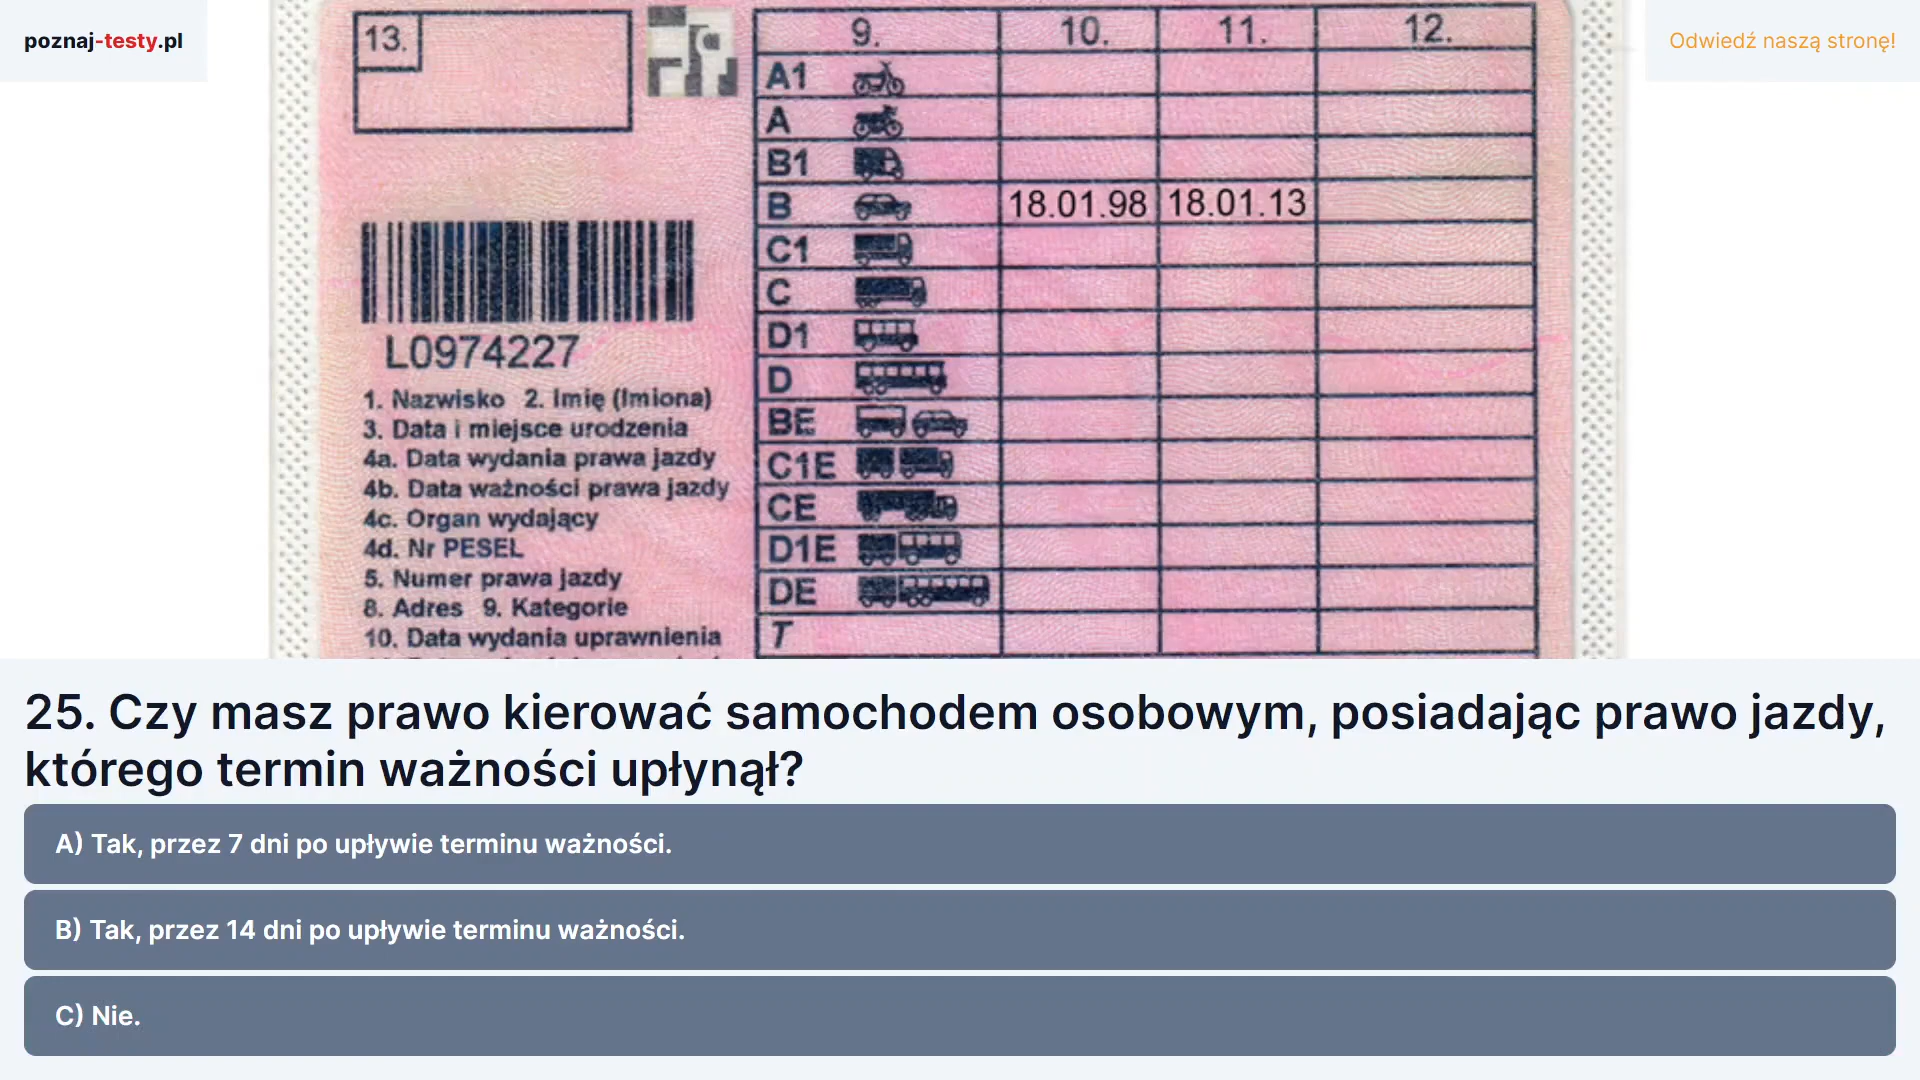 poznaj-testy.pl
Odwiedź naszą stronę!
13.
9. 10. 11. 12.
A1
A
B1
B 18.01.98 18.01.13
C1
C
D1
D
BE
C1E
CE
D1E
DE
T
L0974227
1. Nazwisko 2. Imię (Imiona)
3. Data i miejsce urodzenia
4a. Data wydania prawa jazdy
4b. Data ważności prawa jazdy
4c. Organ wydający
4d. Nr PESEL
5. Numer prawa jazdy
8. Adres 9. Kategorie
10. Data wydania uprawnienia
25. Czy masz prawo kierować samochodem osobowym, posiadając prawo jazdy,
którego termin ważności upłynął?
A) Tak, przez 7 dni po upływie terminu ważności.
B) Tak, przez 14 dni po upływie terminu ważności.
C) Nie.